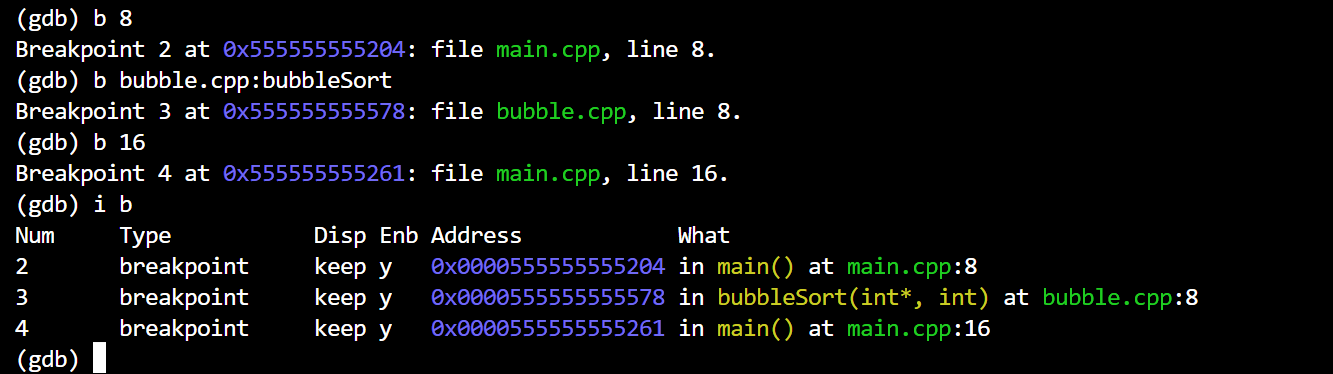 (gdb) b 8
Breakpoint 2 at 0x555555555204: file main.cpp, line 8.
(gdb) b bubble.cpp:bubbleSort
Breakpoint 3 at 0x555555555578: file bubble.cpp, line 8.
(gdb) b 16
Breakpoint 4 at 0x555555555261: file main.cpp, line 16.
(gdb) i b
Num     Type           Disp Enb Address            What
2       breakpoint     keep y   0x0000555555555204 in main() at main.cpp:8
3       breakpoint     keep y   0x0000555555555578 in bubbleSort(int*, int) at bubble.cpp:8
4       breakpoint     keep y   0x0000555555555261 in main() at main.cpp:16
(gdb)